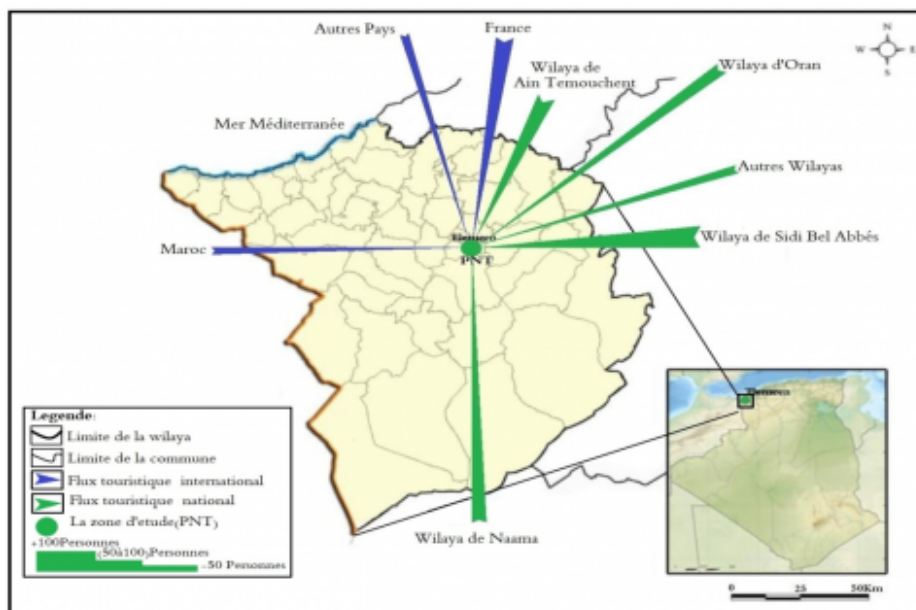 Autres Pays
France
N
W E
S
Wilaya de
Ain Temouchent
Wilaya d'Oran
Mer Méditerranée
Autres Wilayas
Wilaya de Sidi Bel Abbés
Maroc
PNT
Legende:
Limite de la wilaya
Limite de la commune
Flux touristique international
Flux touristique national
La zone d'etude(PNT)
+100Personnes
(50à100)Personnes
-50 Personnes
Wilaya de Naama
0 25 50Km